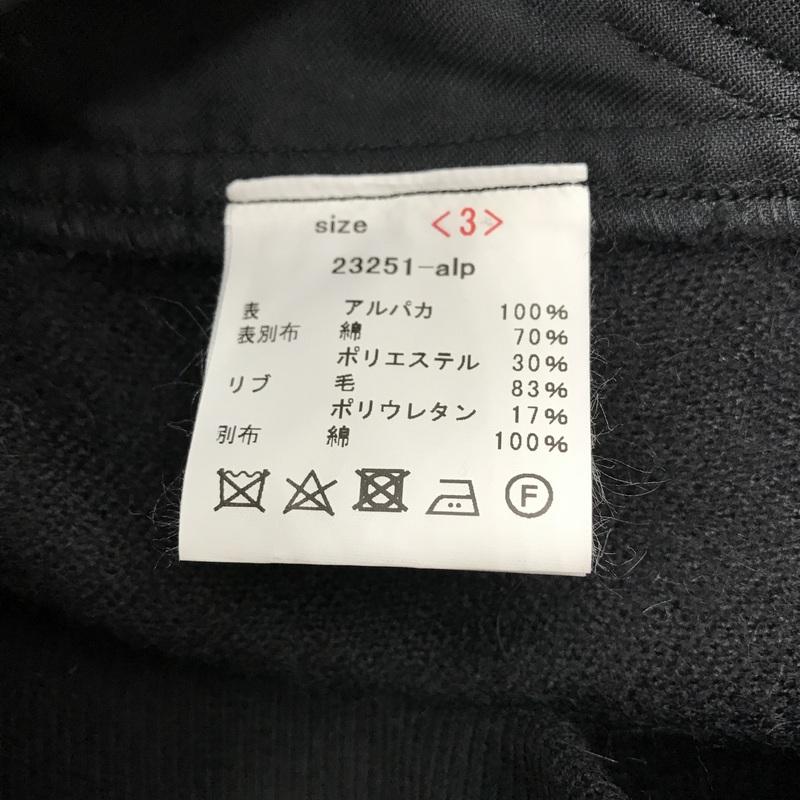 size <3>
23251-alp
表 アルパカ 100%
表別布 綿 70%
ポリエステル 30%
リブ 毛 83%
ポリウレタン 17%
別布 綿 100%
F